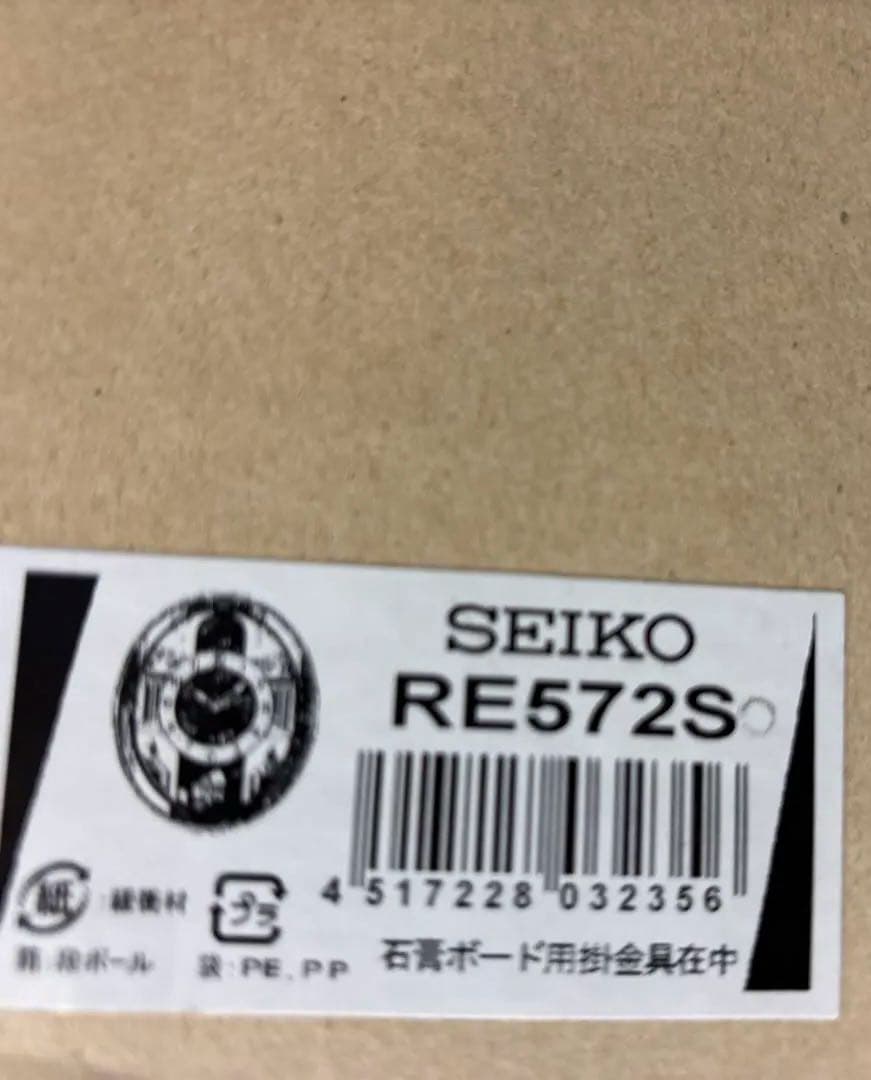 SEIKO
RE572S
4 517228 032356
紙 :緩衝材
プラ
箱:段ボール
袋:PE,PP
石膏ボード用掛金具在中